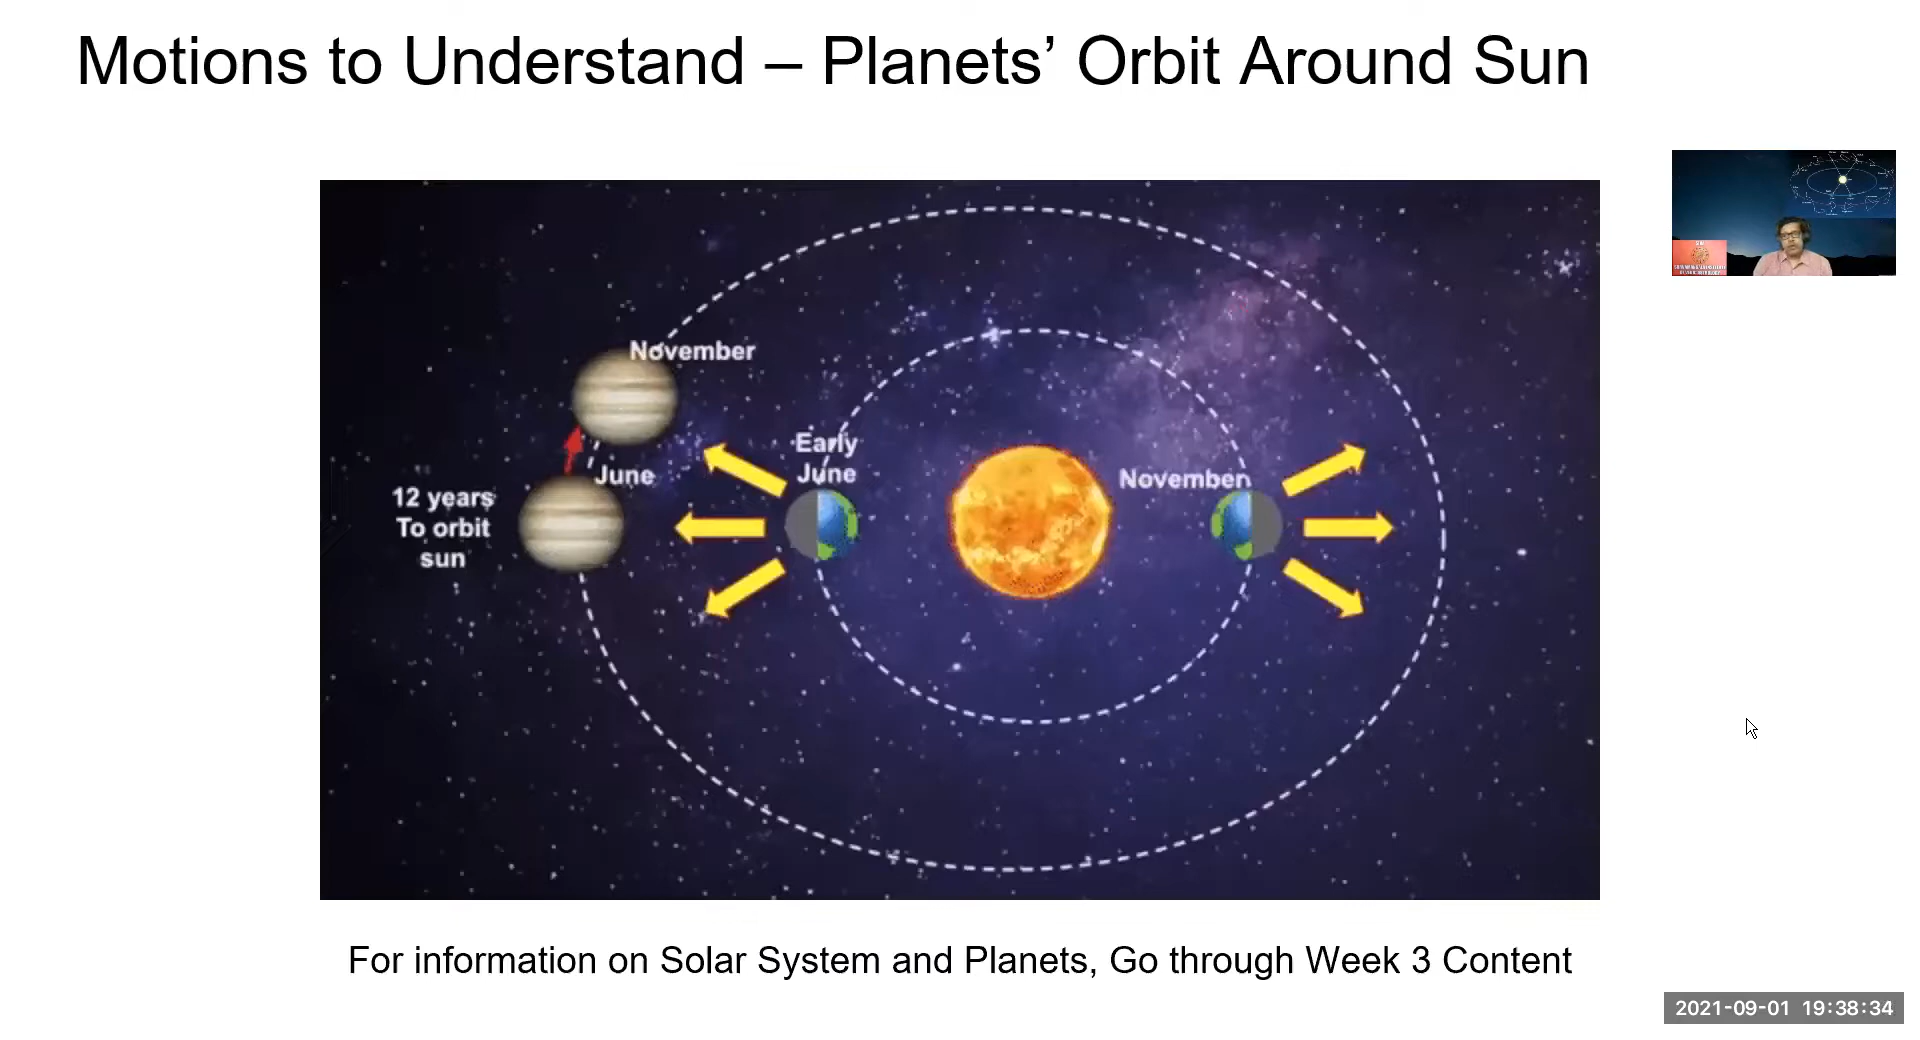 Motions to Understand – Planets’ Orbit Around Sun
November
Early
June
June
November
12 years
To orbit
sun
For information on Solar System and Planets, Go through Week 3 Content
2021-09-01 19:38:34